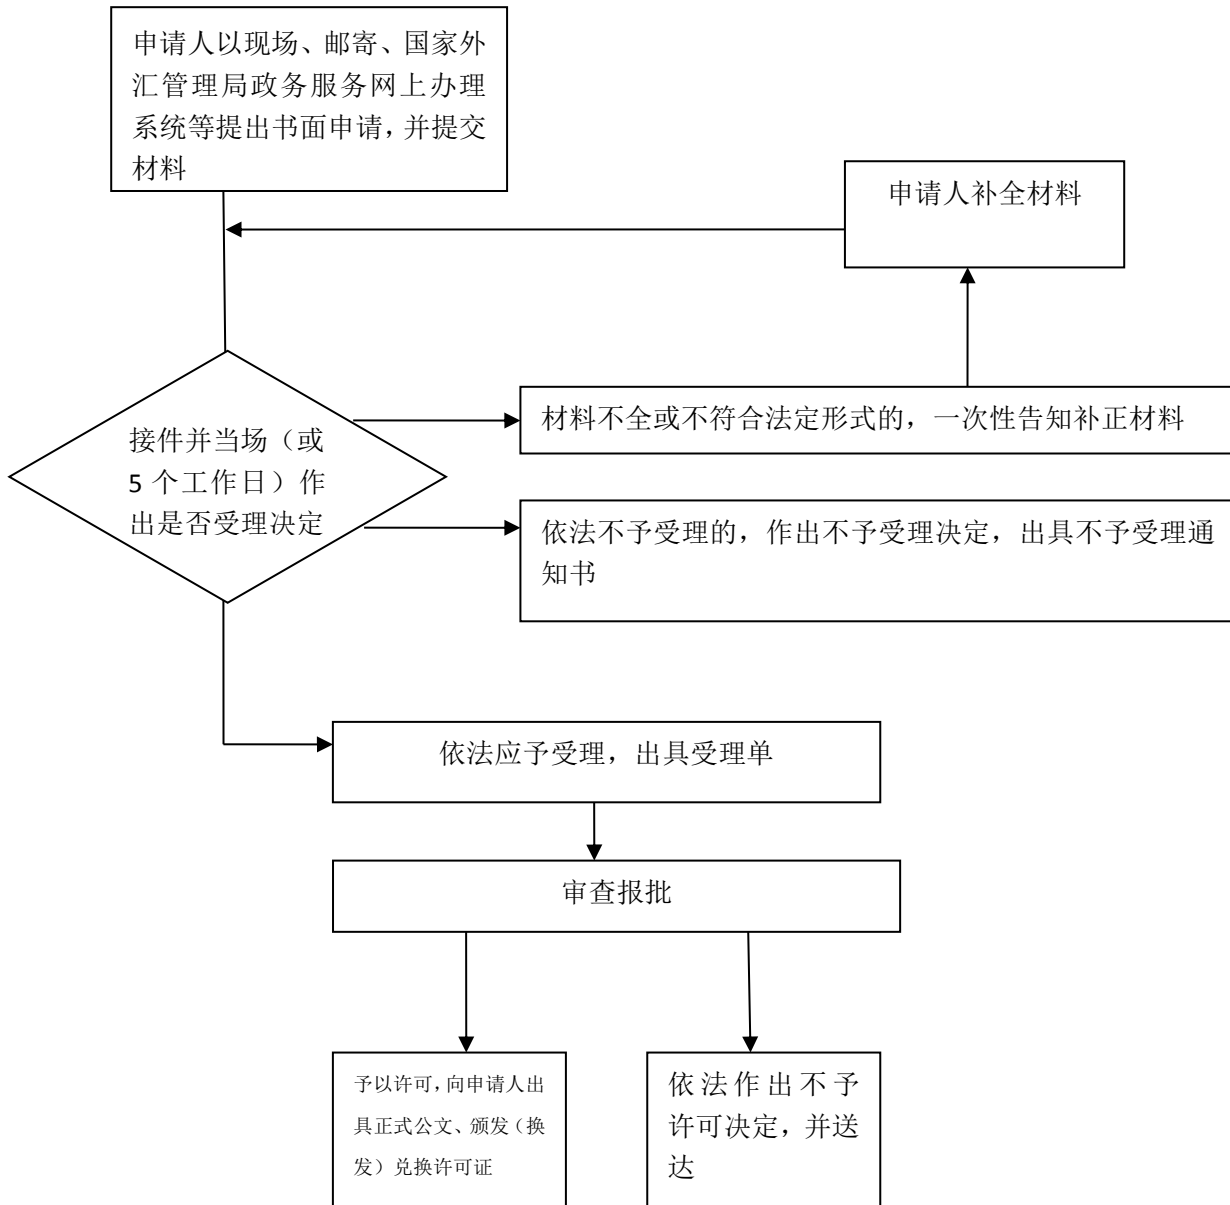 申请人以现场、邮寄、国家外
汇管理局政务服务网上办理
系统等提出书面申请，并提交
材料
申请人补全材料
材料不全或不符合法定形式的，一次性告知补正材料
接件并当场（或
5 个工作日）作
出是否受理决定
依法不予受理的，作出不予受理决定，出具不予受理通
知书
依法应予受理，出具受理单
审查报批
予以许可，向申请人出
具正式公文、颁发（换
发）兑换许可证
依法作出不予
许可决定，并送
达